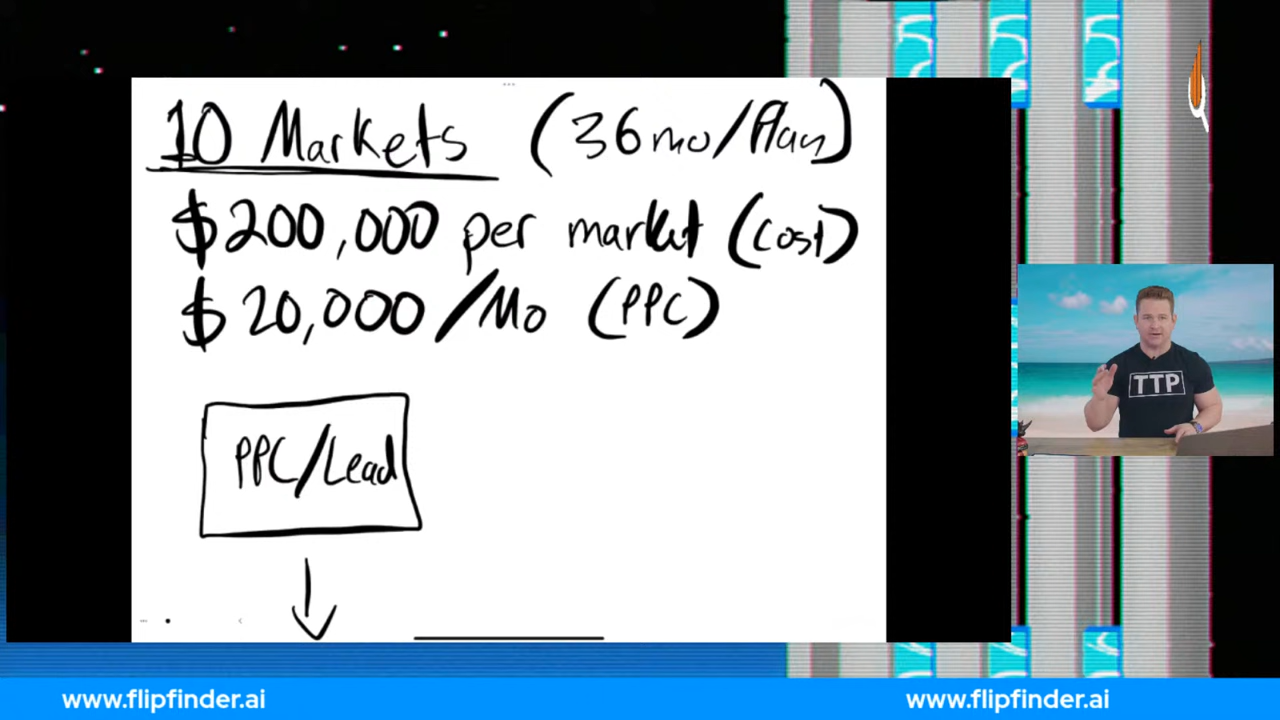 10 Markets (36mo/Plan)
$200,000 per market (cost)
$20,000/Mo (PPC)
PPC/Lead
TTP
www.flipfinder.ai
www.flipfinder.ai